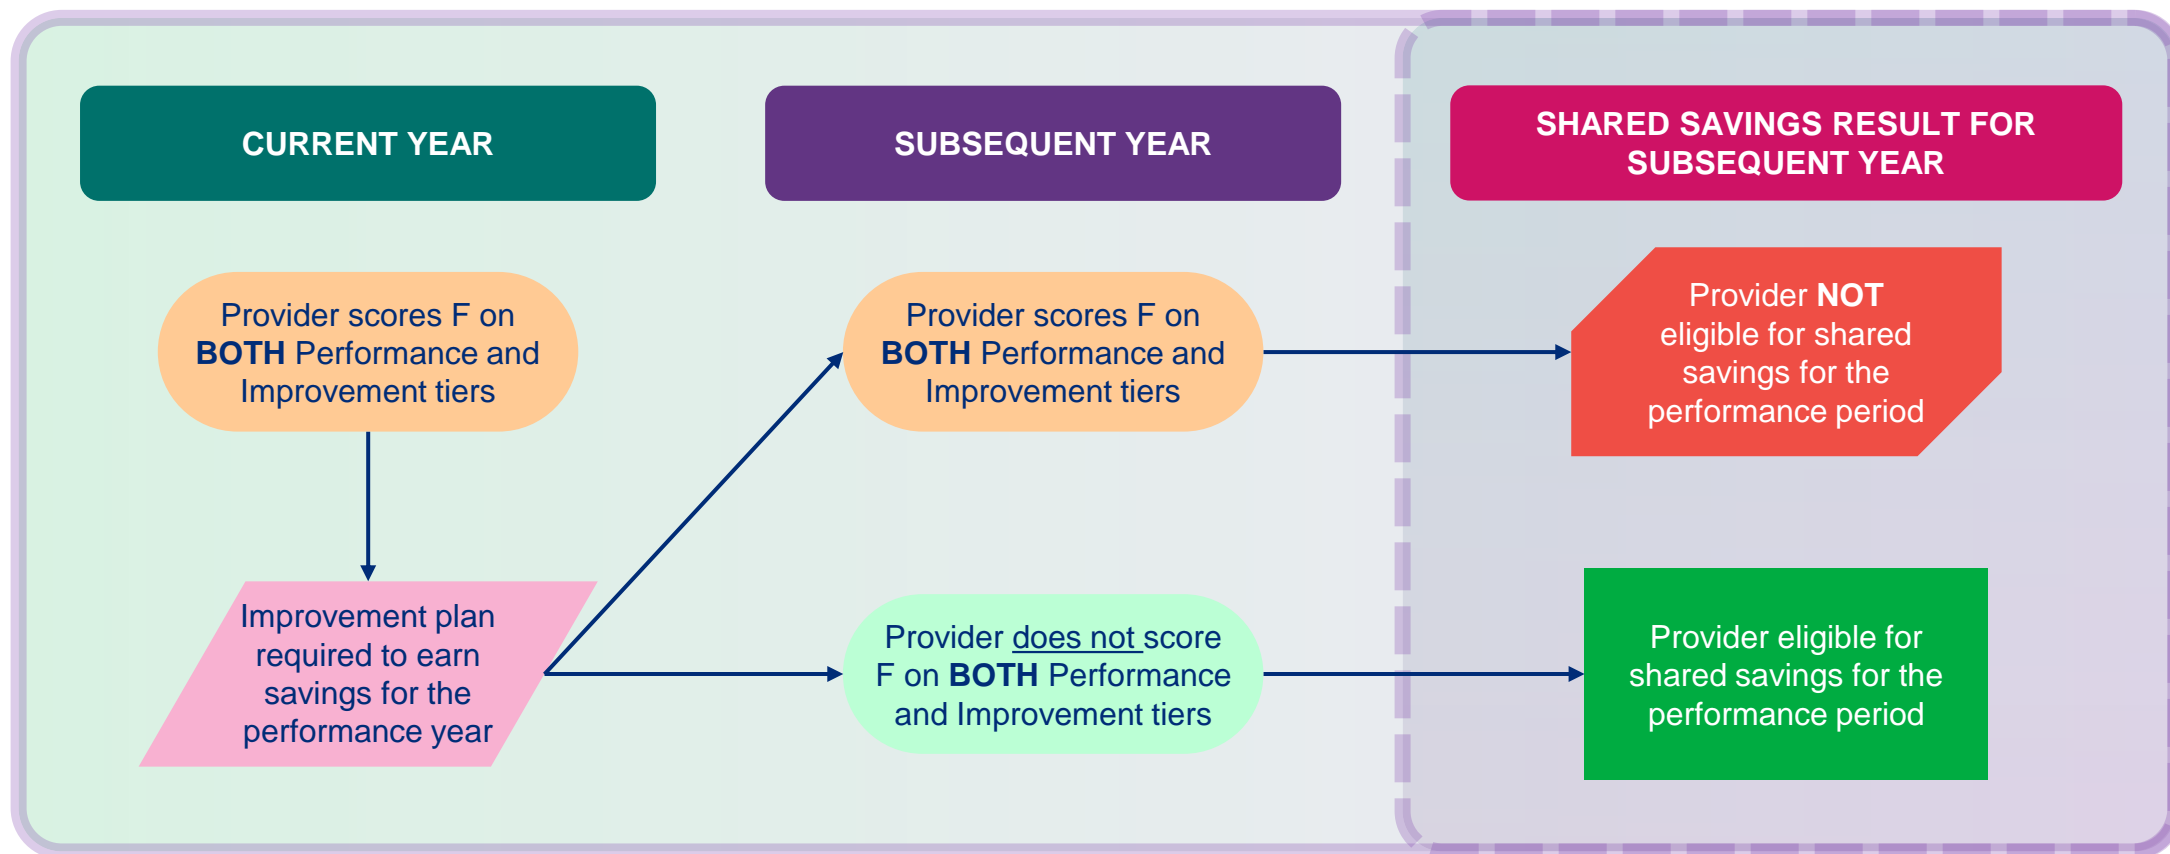 CURRENT YEAR
SUBSEQUENT YEAR
SHARED SAVINGS RESULT FOR
SUBSEQUENT YEAR
Provider scores F on
BOTH Performance and
Improvement tiers
Provider scores F on
BOTH Performance and
Improvement tiers
Provider NOT
eligible for shared
savings for the
performance period
Improvement plan
required to earn
savings for the
performance year
Provider does not score
F on BOTH Performance
and Improvement tiers
Provider eligible for
shared savings for the
performance period